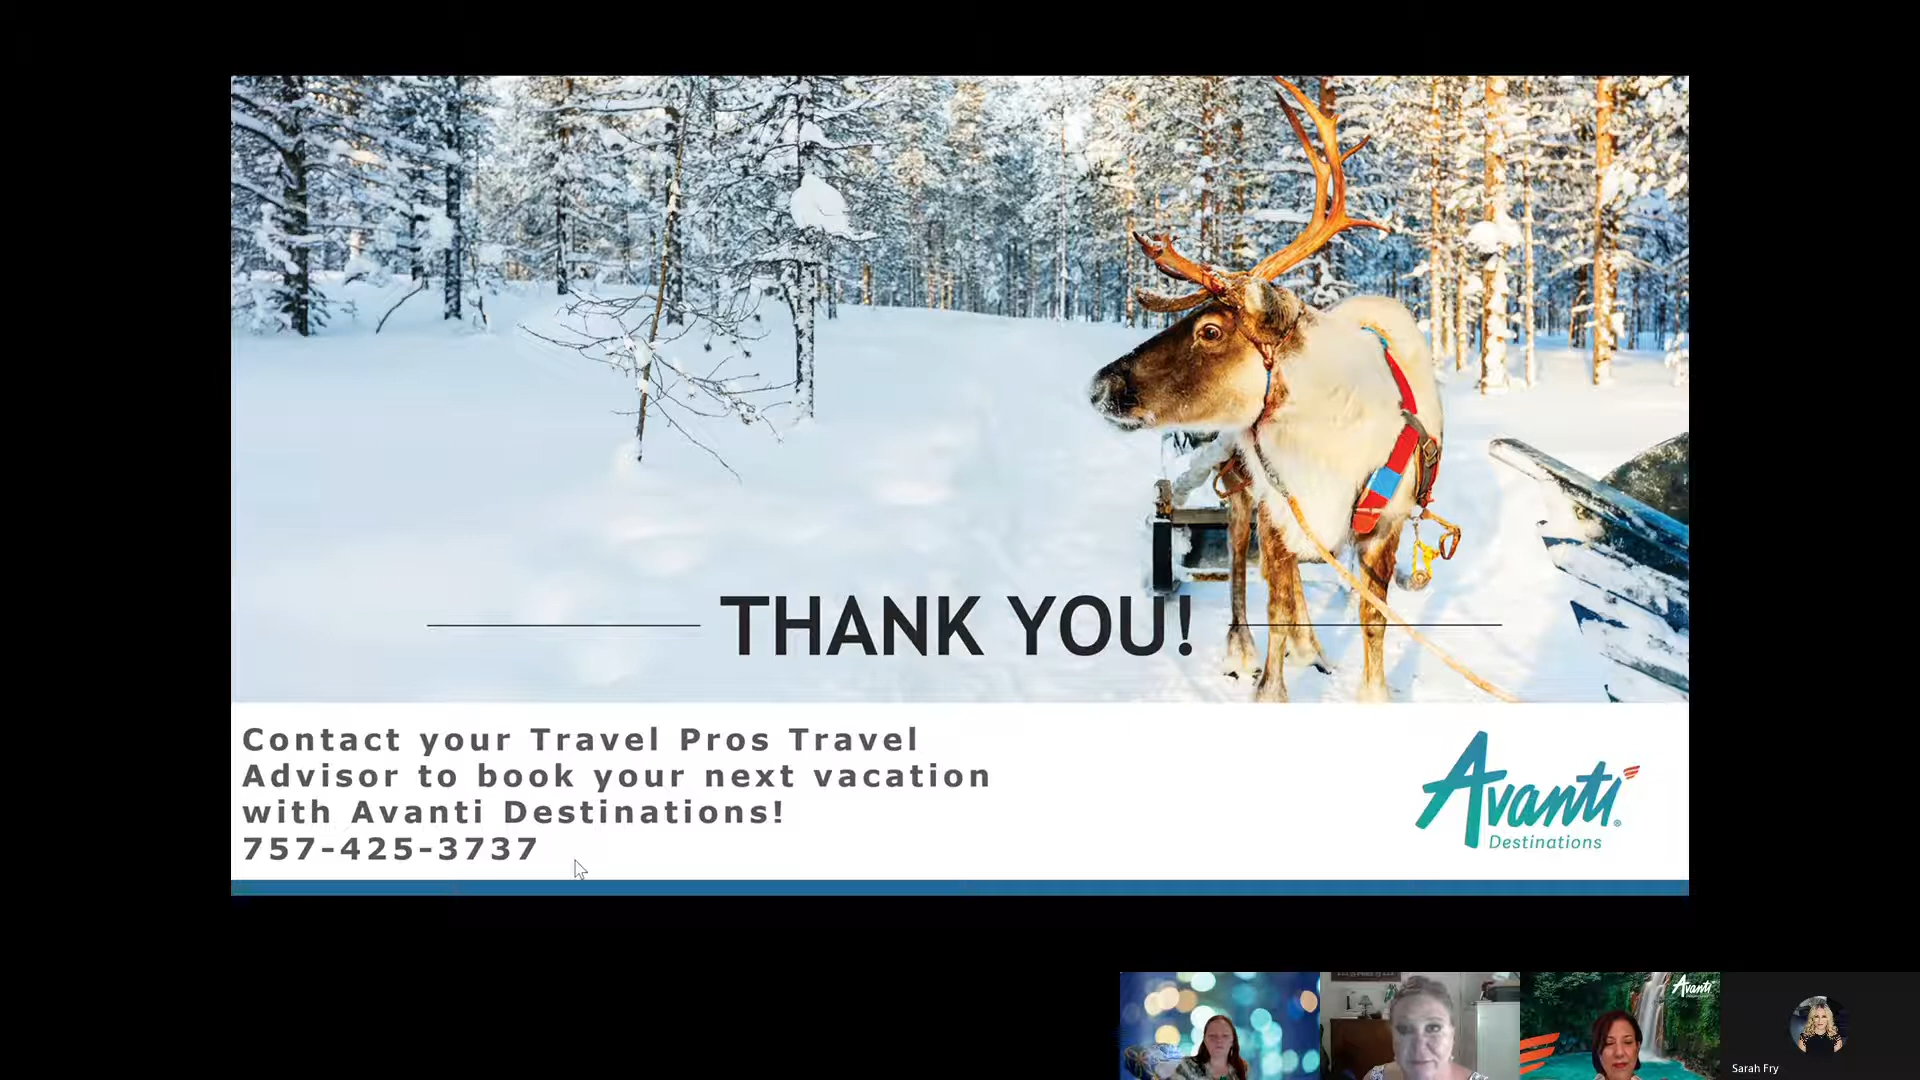 THANK YOU!
Contact your Travel Pros Travel
Advisor to book your next vacation
with Avanti Destinations!
757-425-3737
Avanti®
Destinations
Avanti
Sarah Fry